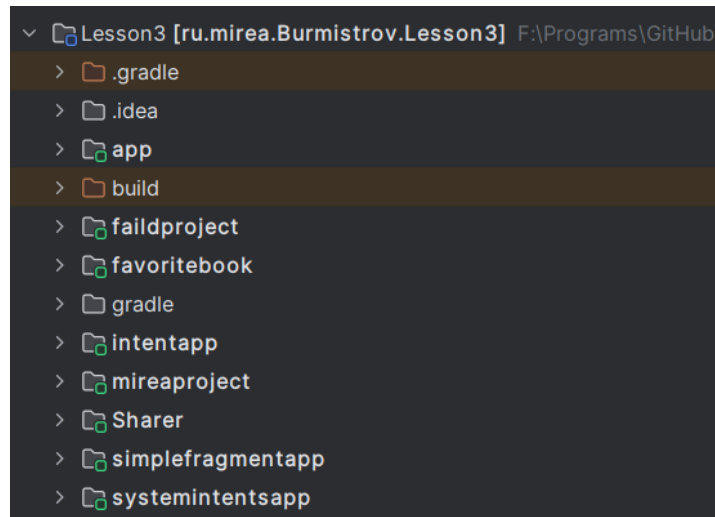 Lesson3 [ru.mirea.Burmistrov.Lesson3] F:\Programs\GitHub
.gradle
.idea
app
build
faildproject
favoritebook
gradle
intentapp
mireaproject
Sharer
simplefragmentapp
systemintentsapp